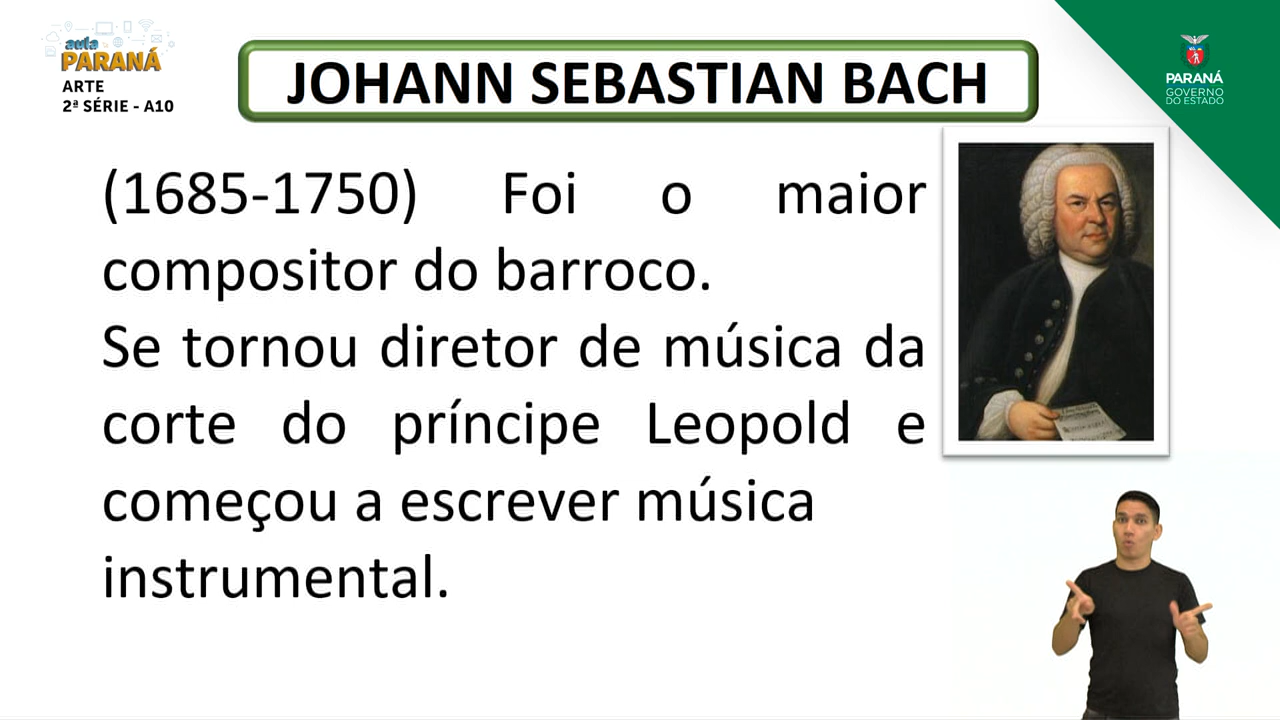 aula
PARANÁ
ARTE
2ª SÉRIE - A10
JOHANN SEBASTIAN BACH
PARANÁ
GOVERNO
DO ESTADO
(1685-1750) Foi o maior
compositor do barroco.
Se tornou diretor de música da
corte do príncipe Leopold e
começou a escrever música
instrumental.